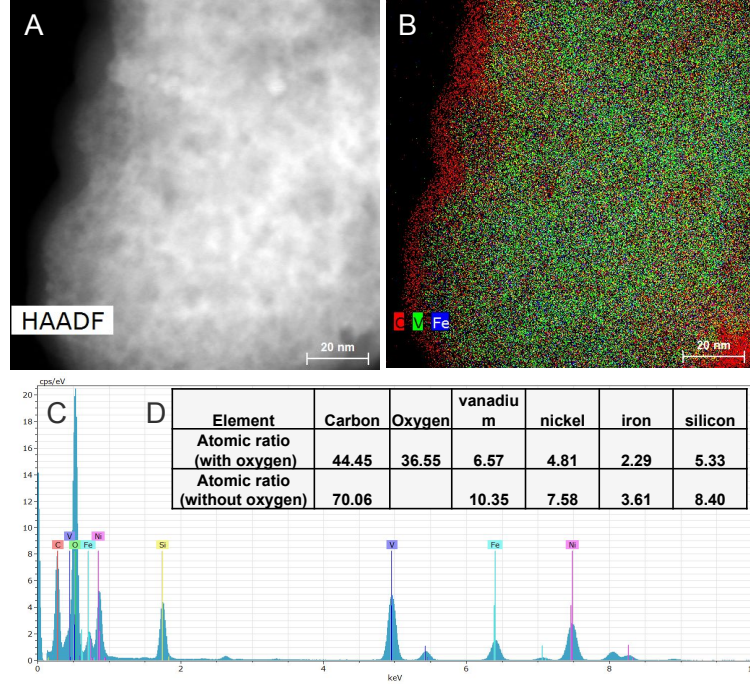 A
HAADF
20 nm
B
C V Fe
20 nm
cps/eV
C
D
Element Carbon Oxygen vanadiu
m nickel iron silicon
Atomic ratio
(with oxygen) 44.45 36.55 6.57 4.81 2.29 5.33
Atomic ratio
(without oxygen) 70.06 10.35 7.58 3.61 8.40
20
18
16
14
12
10
8
6
4
2
0
V Ni
C O Fe Si V Fe Ni
0 2 4 6 8
keV